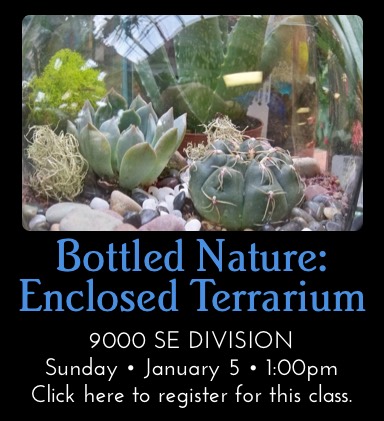 Bottled Nature:
Enclosed Terrarium
9000 SE DIVISION
Sunday • January 5 • 1:00pm
Click here to register for this class.